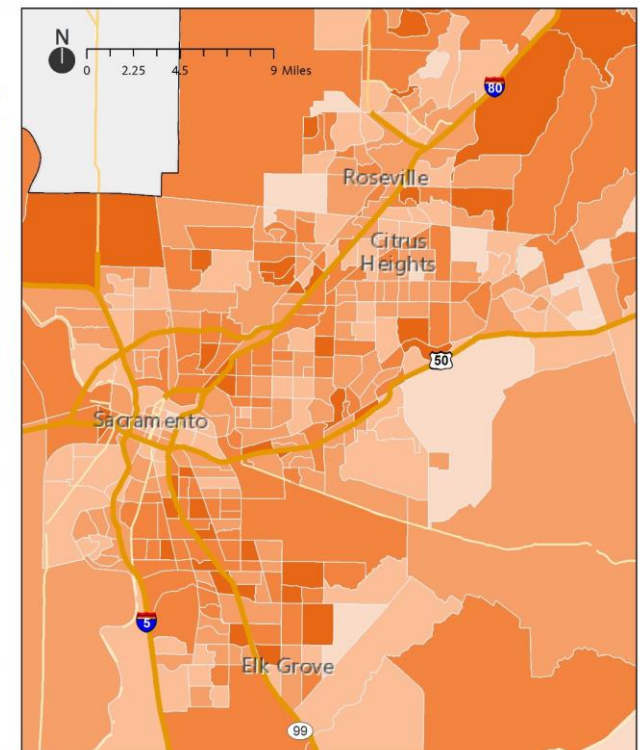 N
0 2.25 4.5 9 Miles
80
Roseville
Citrus
Heights
50
Sacramento
5
Elk Grove
99